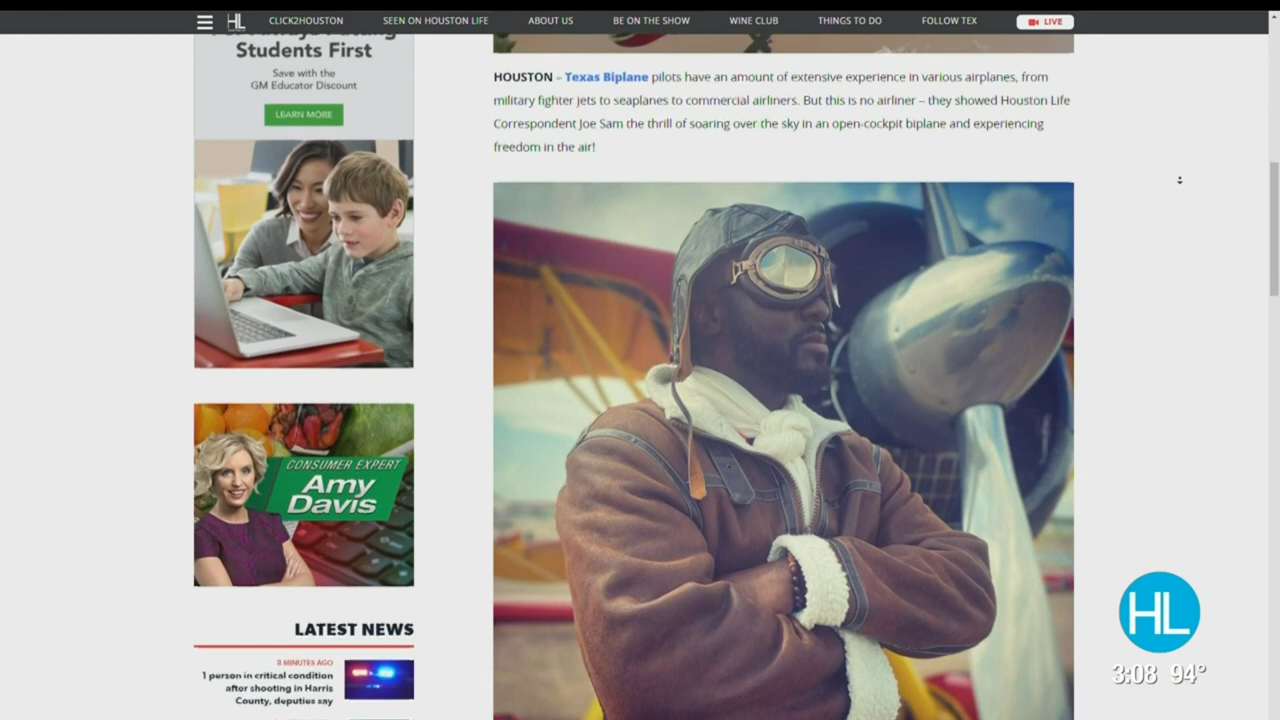 HL
CLICK2HOUSTON
SEEN ON HOUSTON LIFE
ABOUT US
BE ON THE SHOW
WINE CLUB
THINGS TO DO
FOLLOW TEX
LIVE
Students First
Save with the
GM Educator Discount
LEARN MORE
HOUSTON – Texas Biplane pilots have an amount of extensive experience in various airplanes, from
military fighter jets to seaplanes to commercial airliners. But this is no airliner – they showed Houston Life
Correspondent Joe Sam the thrill of soaring over the sky in an open-cockpit biplane and experiencing
freedom in the air!
CONSUMER EXPERT
Amy
Davis
LATEST NEWS
8 MINUTES AGO
1 person in critical condition
after shooting in Harris
County, deputies say
HL
3:08 94°